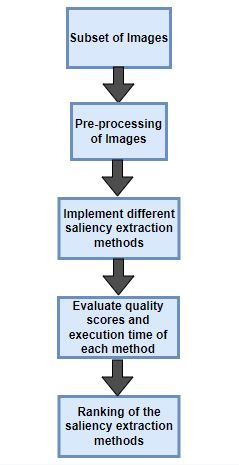 Subset of Images
Pre-processing
of Images
Implement different
saliency extraction
methods
Evaluate quality
scores and
execution time of
each method
Ranking of the
saliency extraction
methods